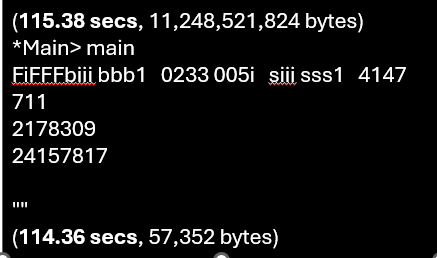 (115.38 secs, 11,248,521,824 bytes)
*Main> main
FiFFFbiii bbb1   0233 005i   siii sss1   4147
711
2178309
24157817
""
(114.36 secs, 57,352 bytes)